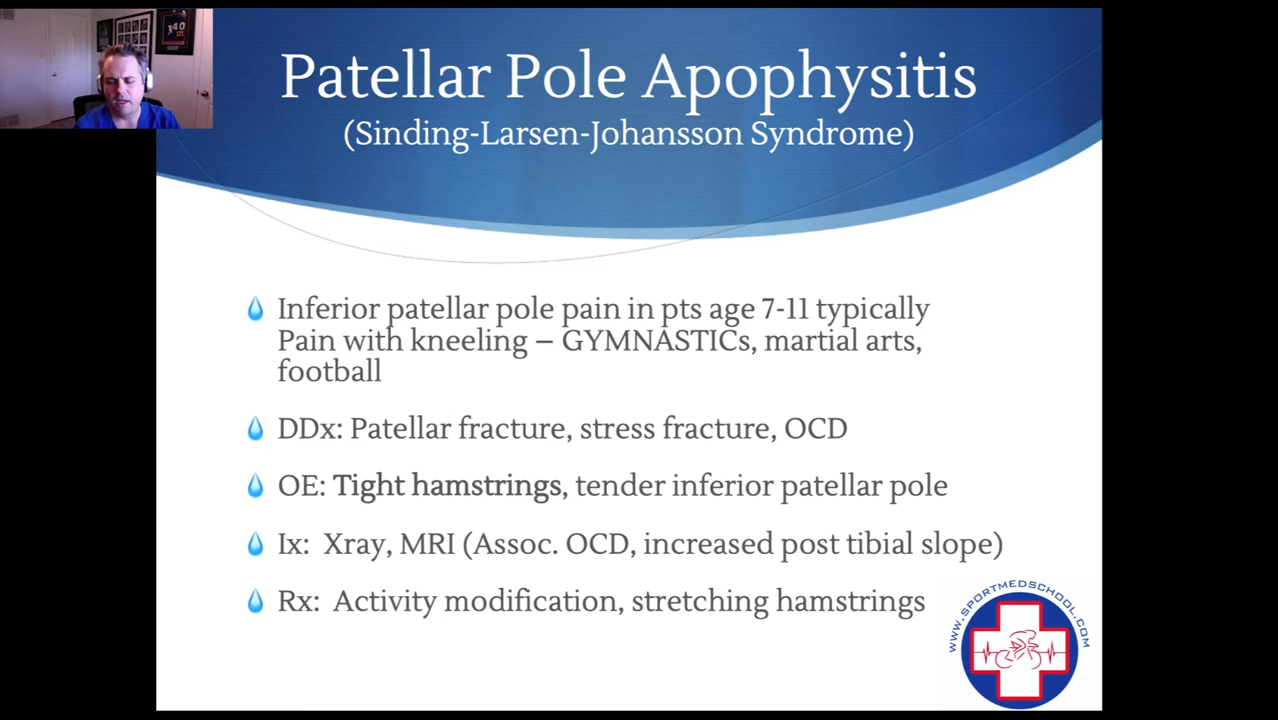 Patellar Pole Apophysitis
(Sinding-Larsen-Johansson Syndrome)
Inferior patellar pole pain in pts age 7-11 typically
Pain with kneeling – GYMNASTICs, martial arts,
football
DDx: Patellar fracture, stress fracture, OCD
OE: Tight hamstrings, tender inferior patellar pole
Ix: Xray, MRI (Assoc. OCD, increased post tibial slope)
Rx: Activity modification, stretching hamstrings
WWW.SPORTMEDSCHOOL.COM